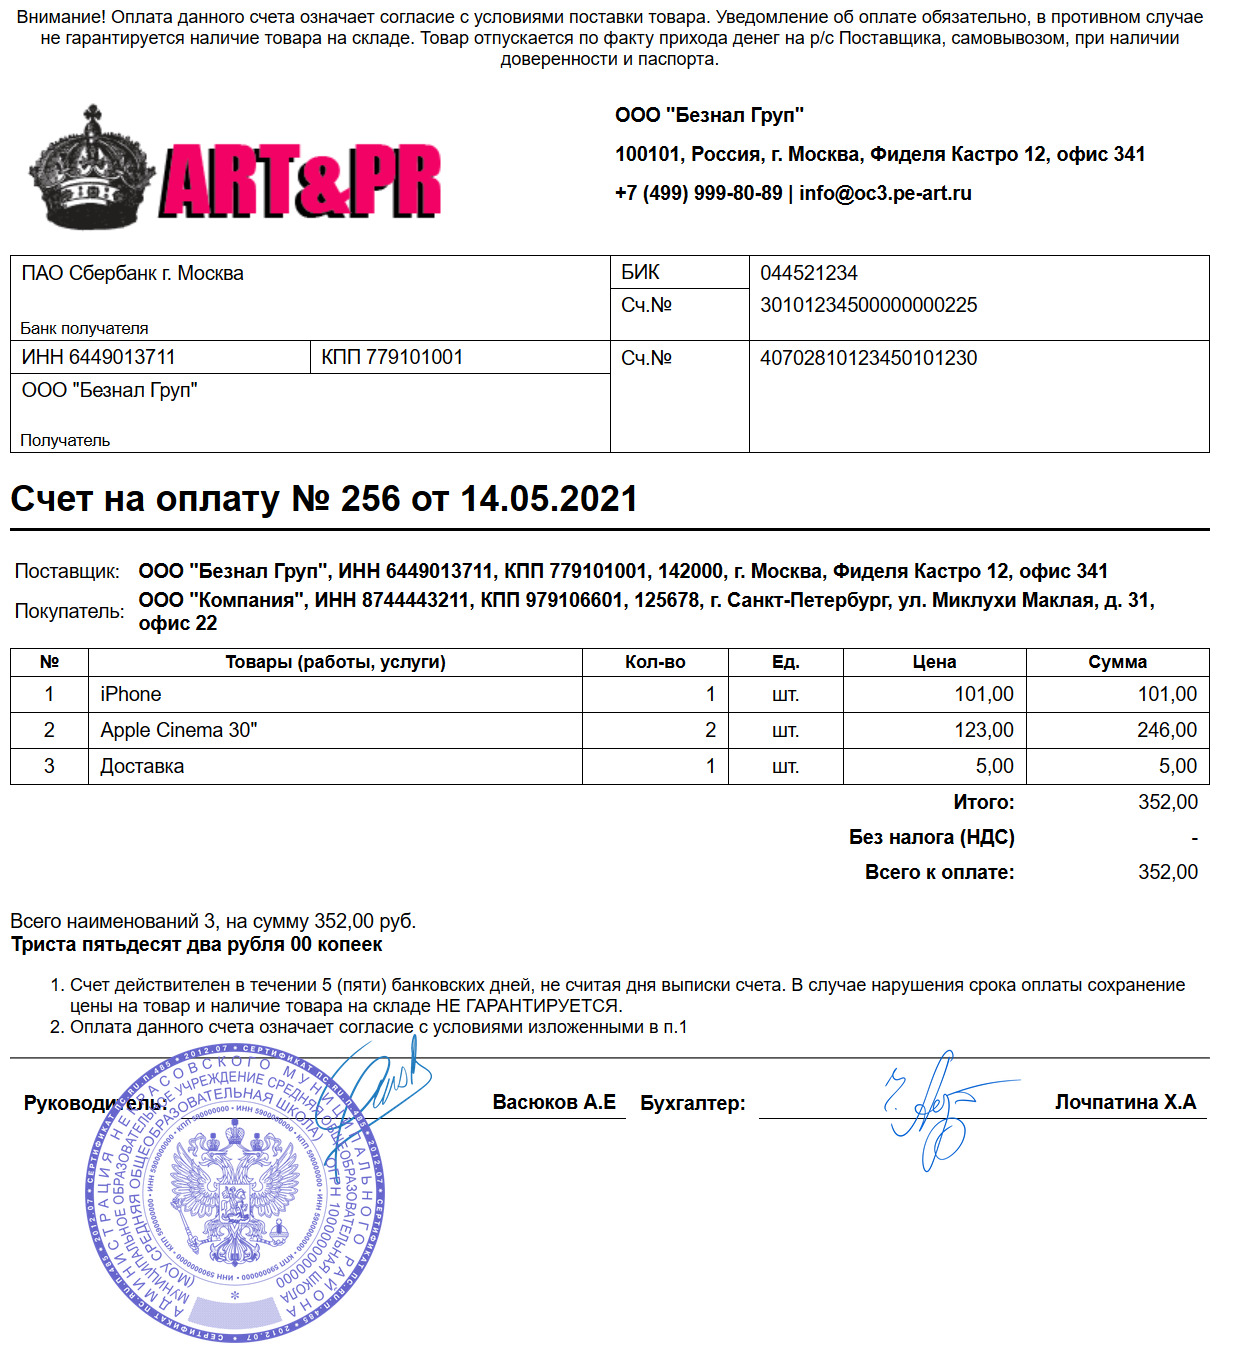 Внимание! Оплата данного счета означает согласие с условиями поставки товара. Уведомление об оплате обязательно, в противном случае
не гарантируется наличие товара на складе. Товар отпускается по факту прихода денег на р/с Поставщика, самовывозом, при наличии
доверенности и паспорта.
ART&PR
ООО "Безнал Груп"
100101, Россия, г. Москва, Фиделя Кастро 12, офис 341
+7 (499) 999-80-89 | info@oc3.pe-art.ru
ПАО Сбербанк г. Москва
БИК 044521234
Сч.№ 30101234500000000225
Банк получателя
ИНН 6449013711 КПП 779101001 Сч.№ 40702810123450101230
ООО "Безнал Груп"
Получатель
Счет на оплату № 256 от 14.05.2021
Поставщик: ООО "Безнал Груп", ИНН 6449013711, КПП 779101001, 142000, г. Москва, Фиделя Кастро 12, офис 341
Покупатель: ООО "Компания", ИНН 8744443211, КПП 979106601, 125678, г. Санкт-Петербург, ул. Миклухи Маклая, д. 31,
офис 22
№ Товары (работы, услуги) Кол-во Ед. Цена Сумма
1 iPhone 1 шт. 101,00 101,00
2 Apple Cinema 30" 2 шт. 123,00 246,00
3 Доставка 1 шт. 5,00 5,00
Итого: 352,00
Без налога (НДС) -
Всего к оплате: 352,00
Всего наименований 3, на сумму 352,00 руб.
Триста пятьдесят два рубля 00 копеек
1. Счет действителен в течении 5 (пяти) банковских дней, не считая дня выписки счета. В случае нарушения срока оплаты сохранение
цены на товар и наличие товара на складе НЕ ГАРАНТИРУЕТСЯ.
2. Оплата данного счета означает согласие с условиями изложенными в п.1
Руководитель: Васюков А.Е Бухгалтер: Лочпатина Х.А
АДМИНИСТРАЦИЯ НЕКРАСОВСКОГО МУНИЦИПАЛЬНОГО РАЙОНА
МУНИЦИПАЛЬНОЕ ОБРАЗОВАТЕЛЬНОЕ УЧРЕЖДЕНИЕ СРЕДНЯЯ ОБЩЕОБРАЗОВАТЕЛЬНАЯ ШКОЛА
(МОУ СРЕДНЯЯ ОБЩЕОБРАЗОВАТЕЛЬНАЯ ШКОЛА)